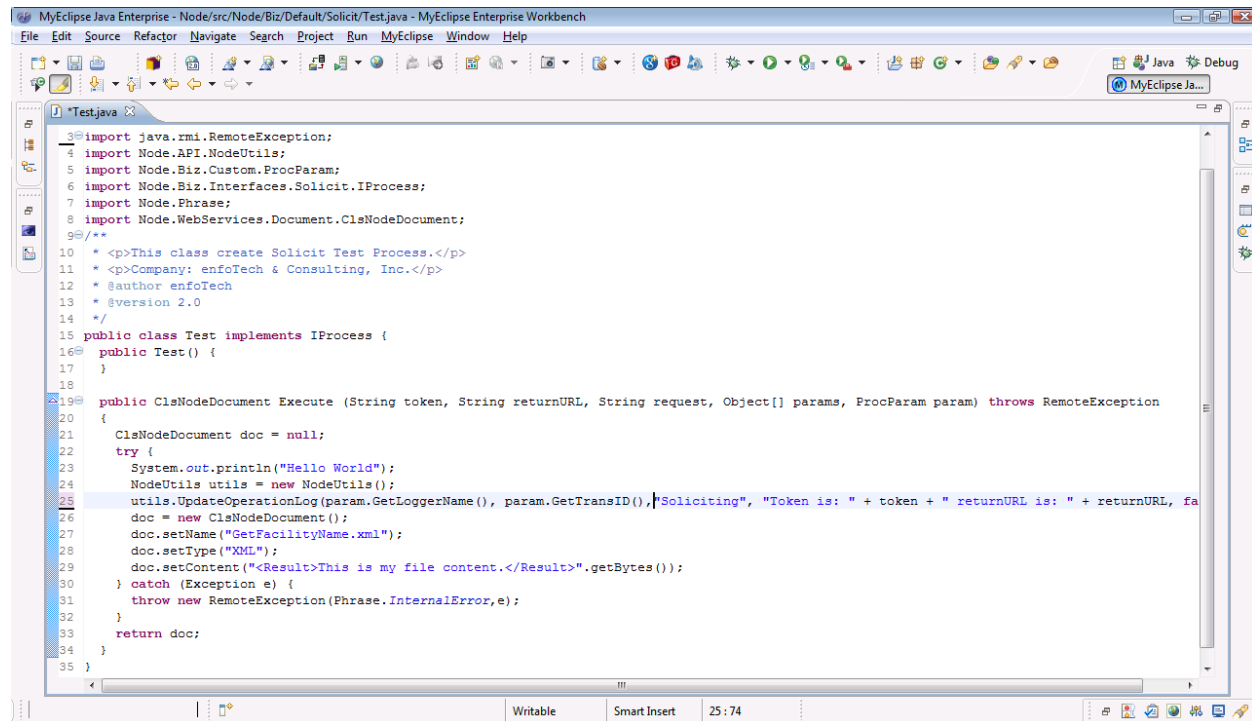 MyEclipse Java Enterprise - Node/src/Node/Biz/Default/Solicit/Test.java - MyEclipse Enterprise Workbench
File Edit Source Refactor Navigate Search Project Run MyEclipse Window Help
Java Debug
MyEclipse Ja...
*Test.java
3 import java.rmi.RemoteException;
4 import Node.API.NodeUtils;
5 import Node.Biz.Custom.ProcParam;
6 import Node.Biz.Interfaces.Solicit.IProcess;
7 import Node.Phrase;
8 import Node.WebServices.Document.ClsNodeDocument;
9 /**
10 * <p>This class create Solicit Test Process.</p>
11 * <p>Company: enfoTech & Consulting, Inc.</p>
12 * @author enfoTech
13 * @version 2.0
14 */
15 public class Test implements IProcess {
16 public Test() {
17 }
18
19 public ClsNodeDocument Execute (String token, String returnURL, String request, Object[] params, ProcParam param) throws RemoteException
20 {
21 ClsNodeDocument doc = null;
22 try {
23 System.out.println("Hello World");
24 NodeUtils utils = new NodeUtils();
25 utils.UpdateOperationLog(param.GetLoggerName(), param.GetTransID(),"Soliciting", "Token is: " + token + " returnURL is: " + returnURL, fa
26 doc = new ClsNodeDocument();
27 doc.setName("GetFacilityName.xml");
28 doc.setType("XML");
29 doc.setContent("<Result>This is my file content.</Result>".getBytes());
30 } catch (Exception e) {
31 throw new RemoteException(Phrase.InternalError,e);
32 }
33 return doc;
34 }
35 }
Writable Smart Insert 25 : 74